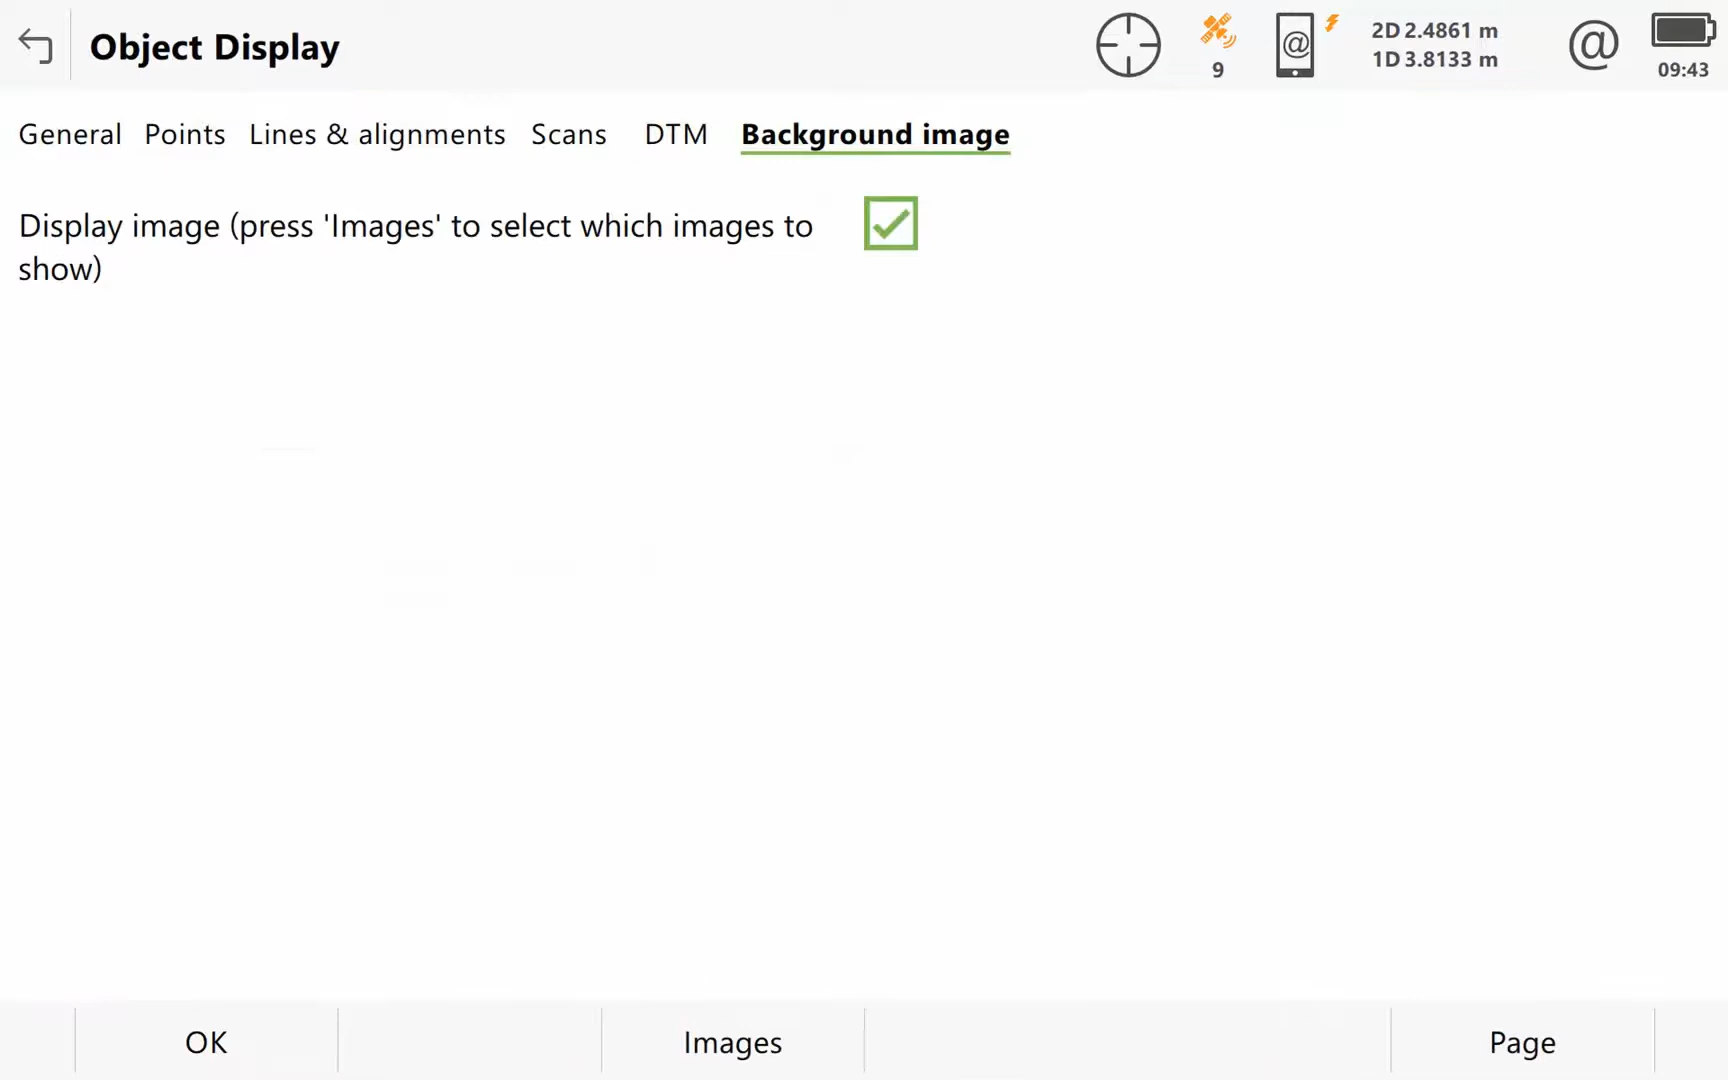 Object Display
9
@
2D 2.4861 m
1D 3.8133 m
@
09:43
General Points Lines & alignments Scans DTM Background image
Display image (press 'Images' to select which images to
show)
OK Images Page